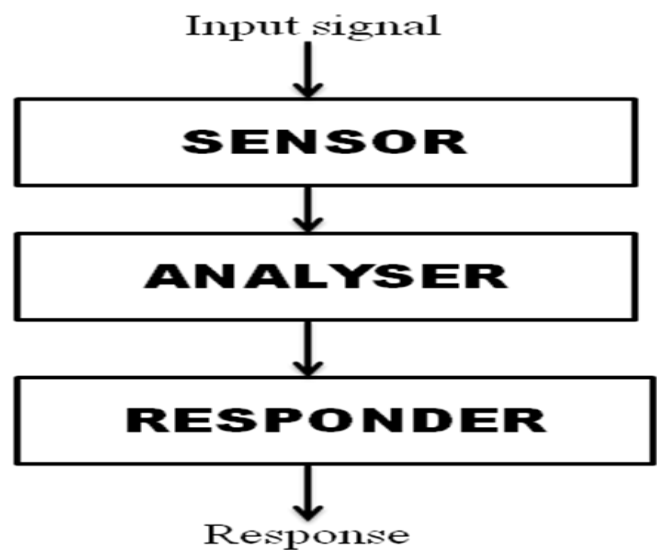 Input signal
SENSOR
ANALYSER
RESPONDER
Response